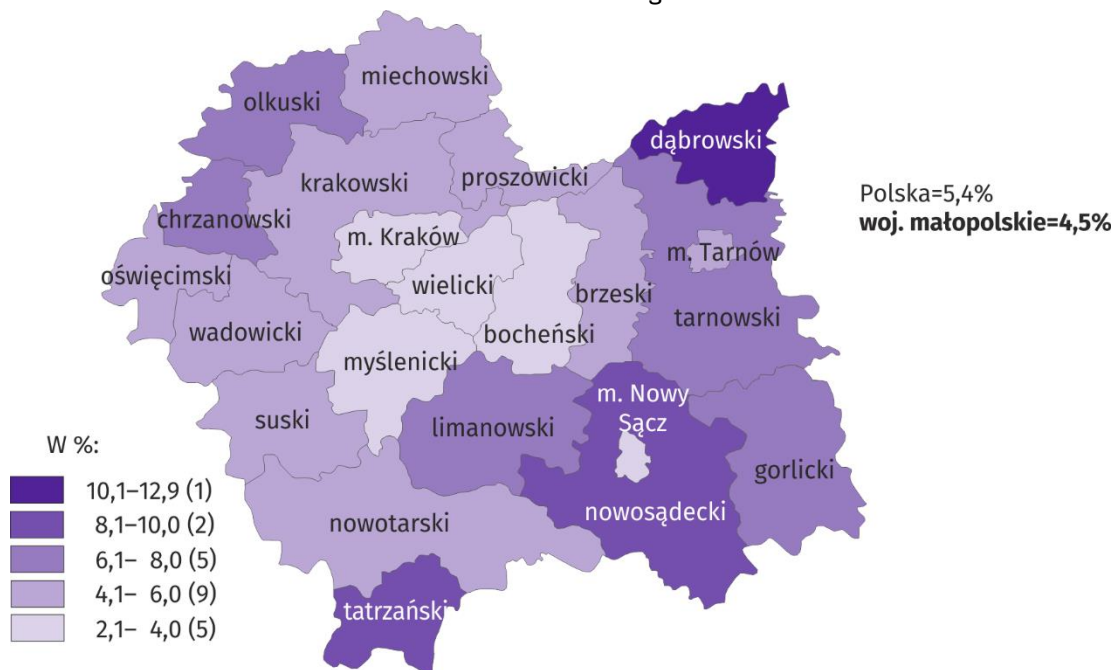 miechowski
olkuski
dąbrowski
krakowski
proszowicki
Polska=5,4%
woj. małopolskie=4,5%
chrzanowski
m. Kraków
m. Tarnów
oświęcimski
wielicki
brzeski
wadowicki
bocheński
tarnowski
myślenicki
m. Nowy
Sącz
suski
limanowski
gorlicki
nowosądecki
nowotarski
tatrzański
W %:
10,1–12,9 (1)
8,1–10,0 (2)
6,1– 8,0 (5)
4,1– 6,0 (9)
2,1– 4,0 (5)